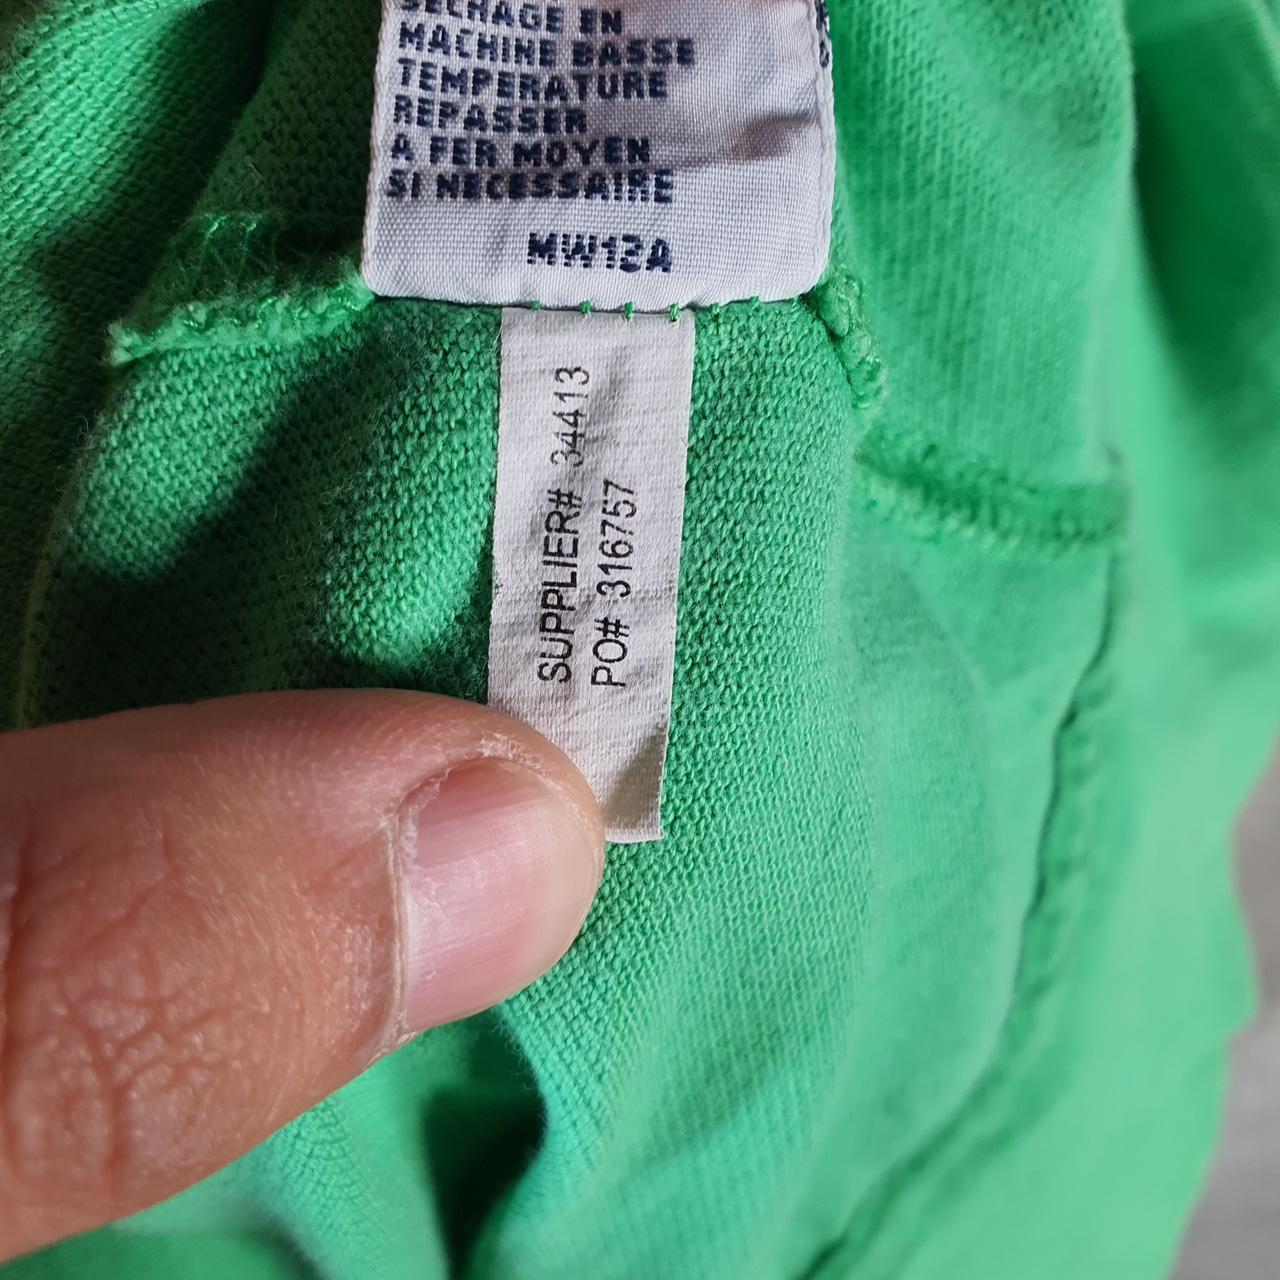 SECHAGE EN
MACHINE BASSE
TEMPERATURE
REPASSER
A FER MOYEN
SI NECESSAIRE
MW12A
SUPPLIER# 34413
PO# 316757